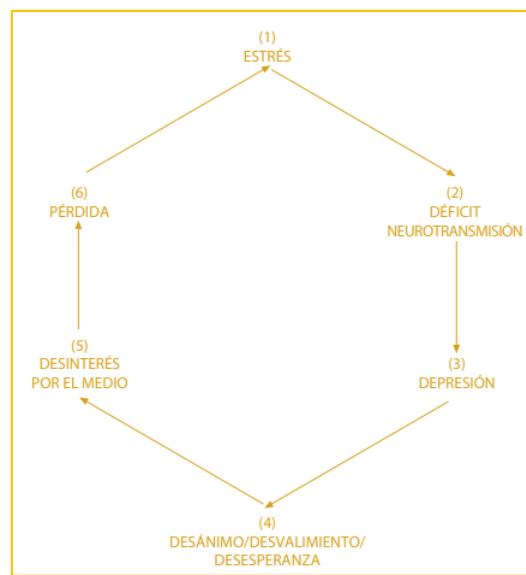 (1)
ESTRÉS
(2)
DÉFICIT
NEUROTRANSMISIÓN
(3)
DEPRESIÓN
(4)
DESÁNIMO/DESVALIMIENTO/
DESESPERANZA
(5)
DESINTERÉS
POR EL MEDIO
(6)
PÉRDIDA